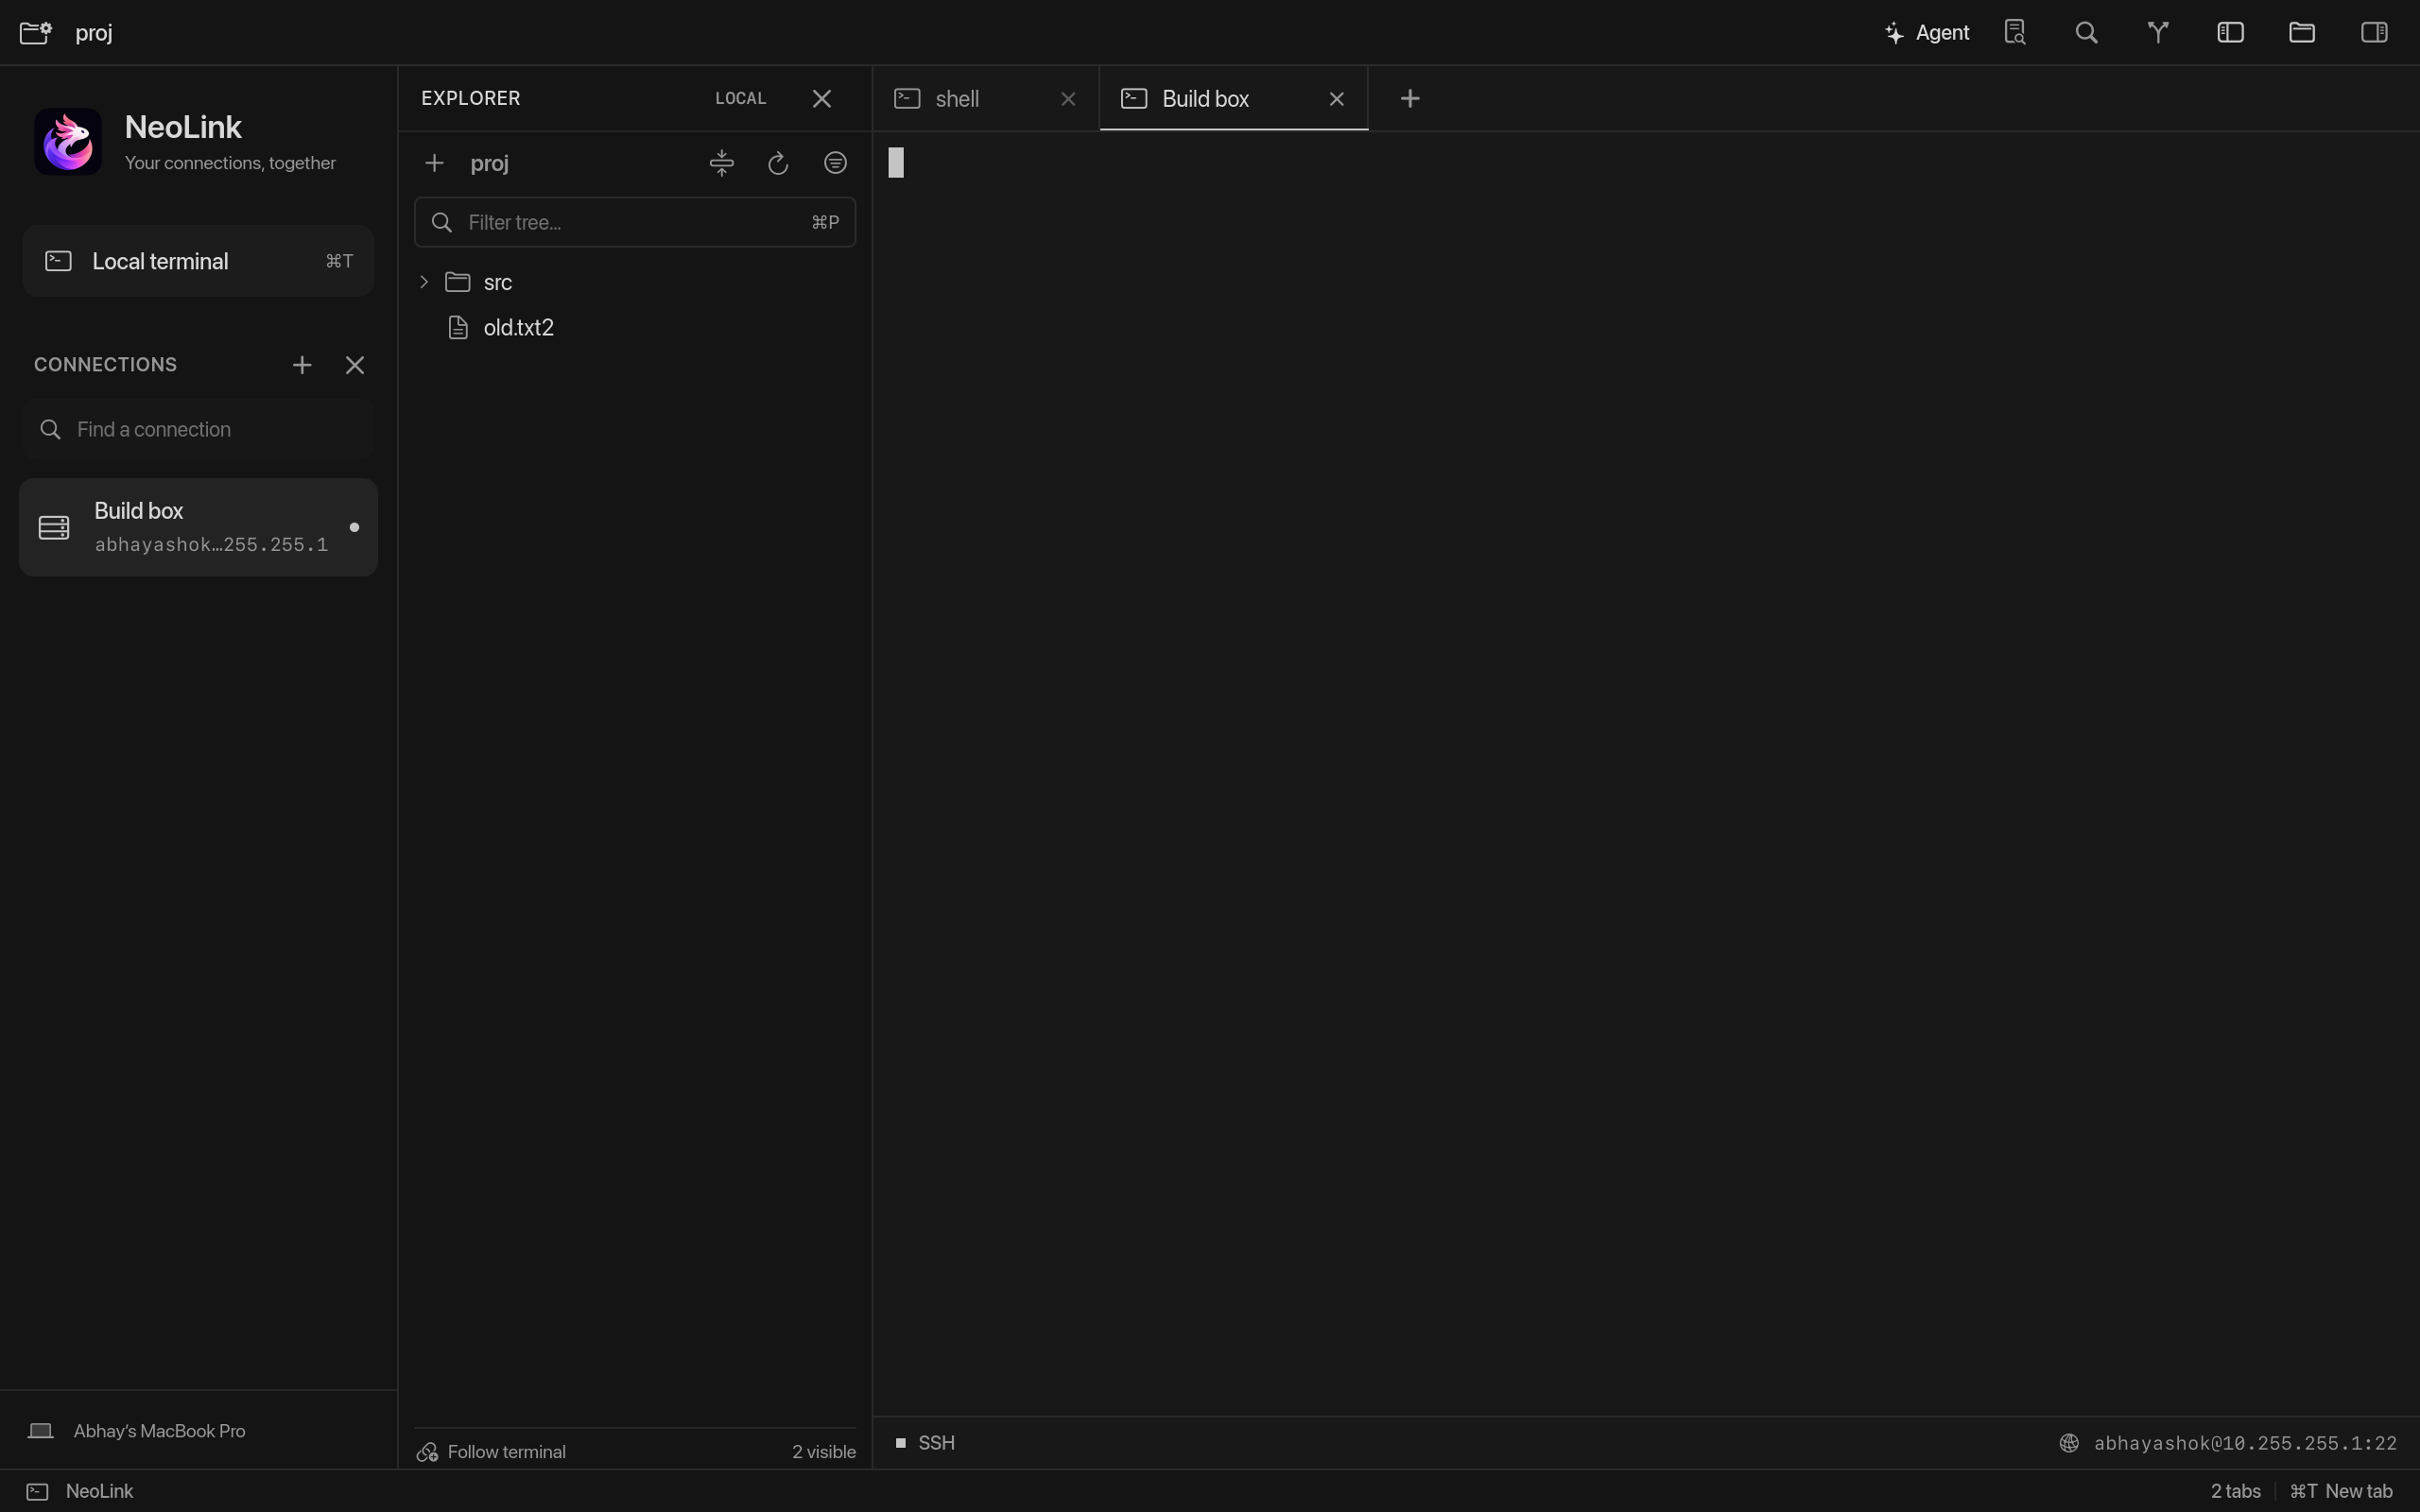 proj
Agent
NeoLink
Your connections, together
Local terminal ⌘T
CONNECTIONS
Find a connection
Build box
abhayashok…255.255.1
Abhay's MacBook Pro
EXPLORER LOCAL
proj
Filter tree... ⌘P
src
old.txt2
Follow terminal 2 visible
shell
Build box
SSH abhayashok@10.255.255.1:22
NeoLink 2 tabs ⌘T New tab